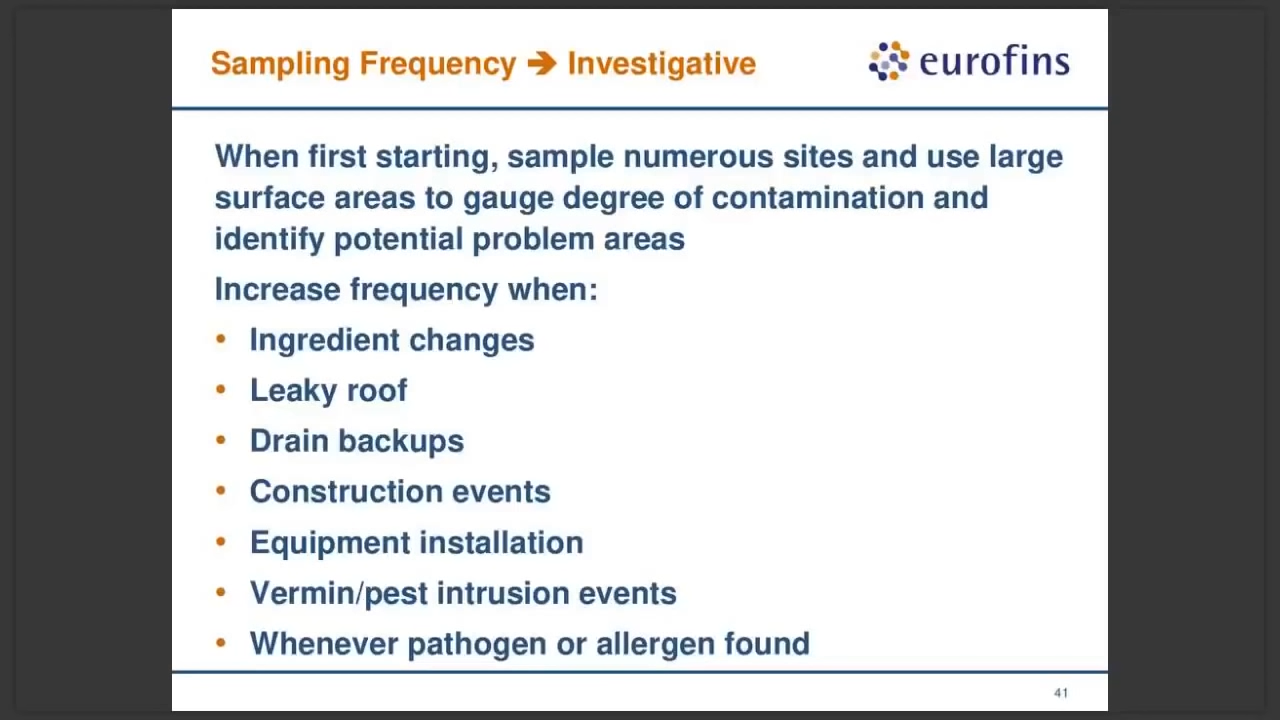 Sampling Frequency ➔ Investigative
eurofins
When first starting, sample numerous sites and use large
surface areas to gauge degree of contamination and
identify potential problem areas
Increase frequency when:
• Ingredient changes
• Leaky roof
• Drain backups
• Construction events
• Equipment installation
• Vermin/pest intrusion events
• Whenever pathogen or allergen found
41